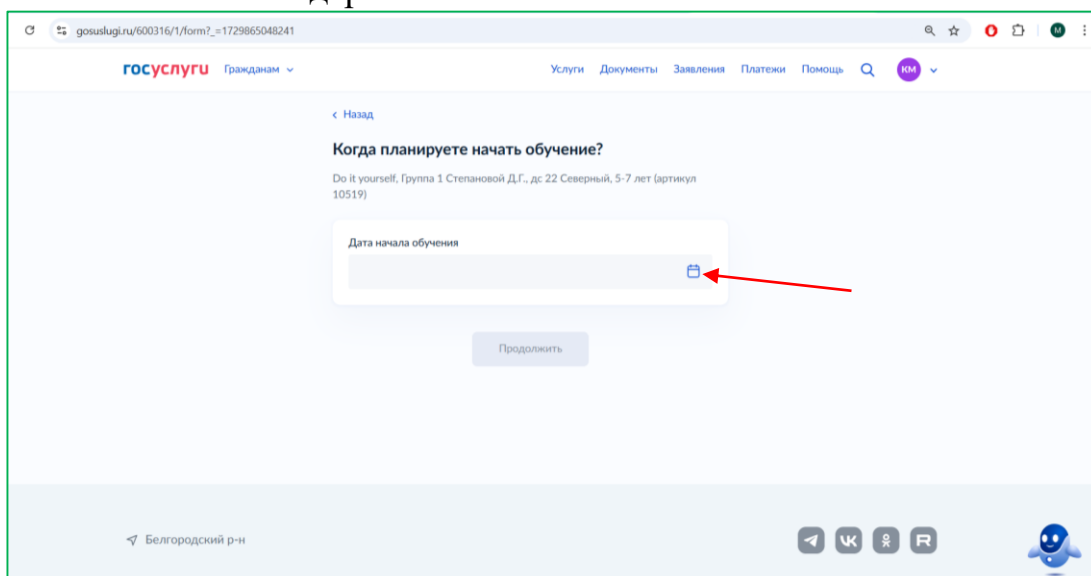 gosuslugi.ru/600316/1/form?_=1729865048241
M
госуслуги Гражданам Услуги Документы Заявления Платежи Помощь КМ
Назад
Когда планируете начать обучение?
Do it yourself, Группа 1 Степановой Д.Г., дс 22 Северный, 5-7 лет (артикул
10519)
Дата начала обучения
Продолжить
Белгородский р-н